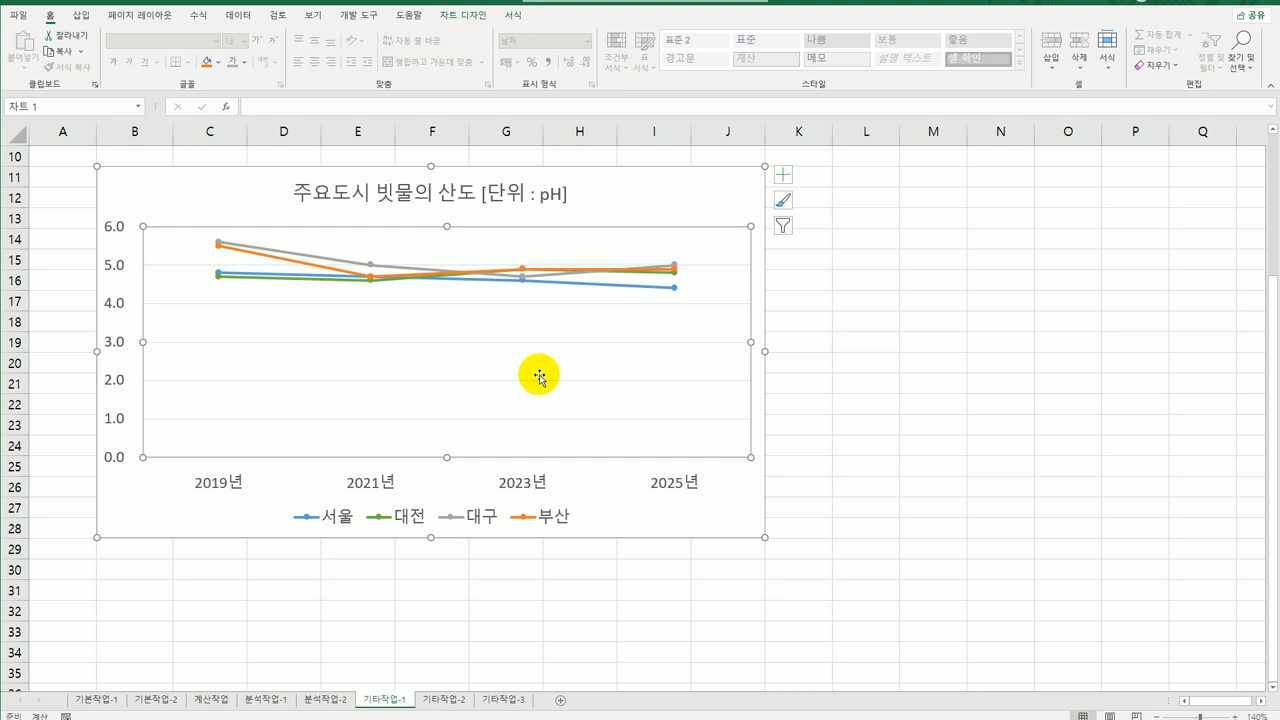 파일 홈 삽입 페이지 레이아웃 수식 데이터 검토 보기 개발 도구 도움말 차트 디자인 서식 공유
붙여넣기 잘라내기 복사 서식 복사 클립보드
13 가 가 가 가 가 글꼴
자동 줄 바꿈 병합하고 가운데 맞춤 맞춤
날짜 표시 형식
조건부 서식 표 서식
표준 2 표준 나쁨 보통 좋음
경고문 계산 메모 설명 텍스트 셀 확인
스타일
삽입 삭제 서식 셀
자동 합계 채우기 지우기 정렬 및 필터 찾기 및 선택 편집
차트 1 fx
A B C D E F G H I J K L M N O P Q
10
11
12
13
14
15
16
17
18
19
20
21
22
23
24
25
26
27
28
29
30
31
32
33
34
35
주요도시 빗물의 산도 [단위 : pH]
6.0
5.0
4.0
3.0
2.0
1.0
0.0
2019년 2021년 2023년 2025년
서울 대전 대구 부산
기본작업-1 기본작업-2 계산작업 분석작업-1 분석작업-2 기타작업-1 기타작업-2 기타작업-3
준비 계산 140%